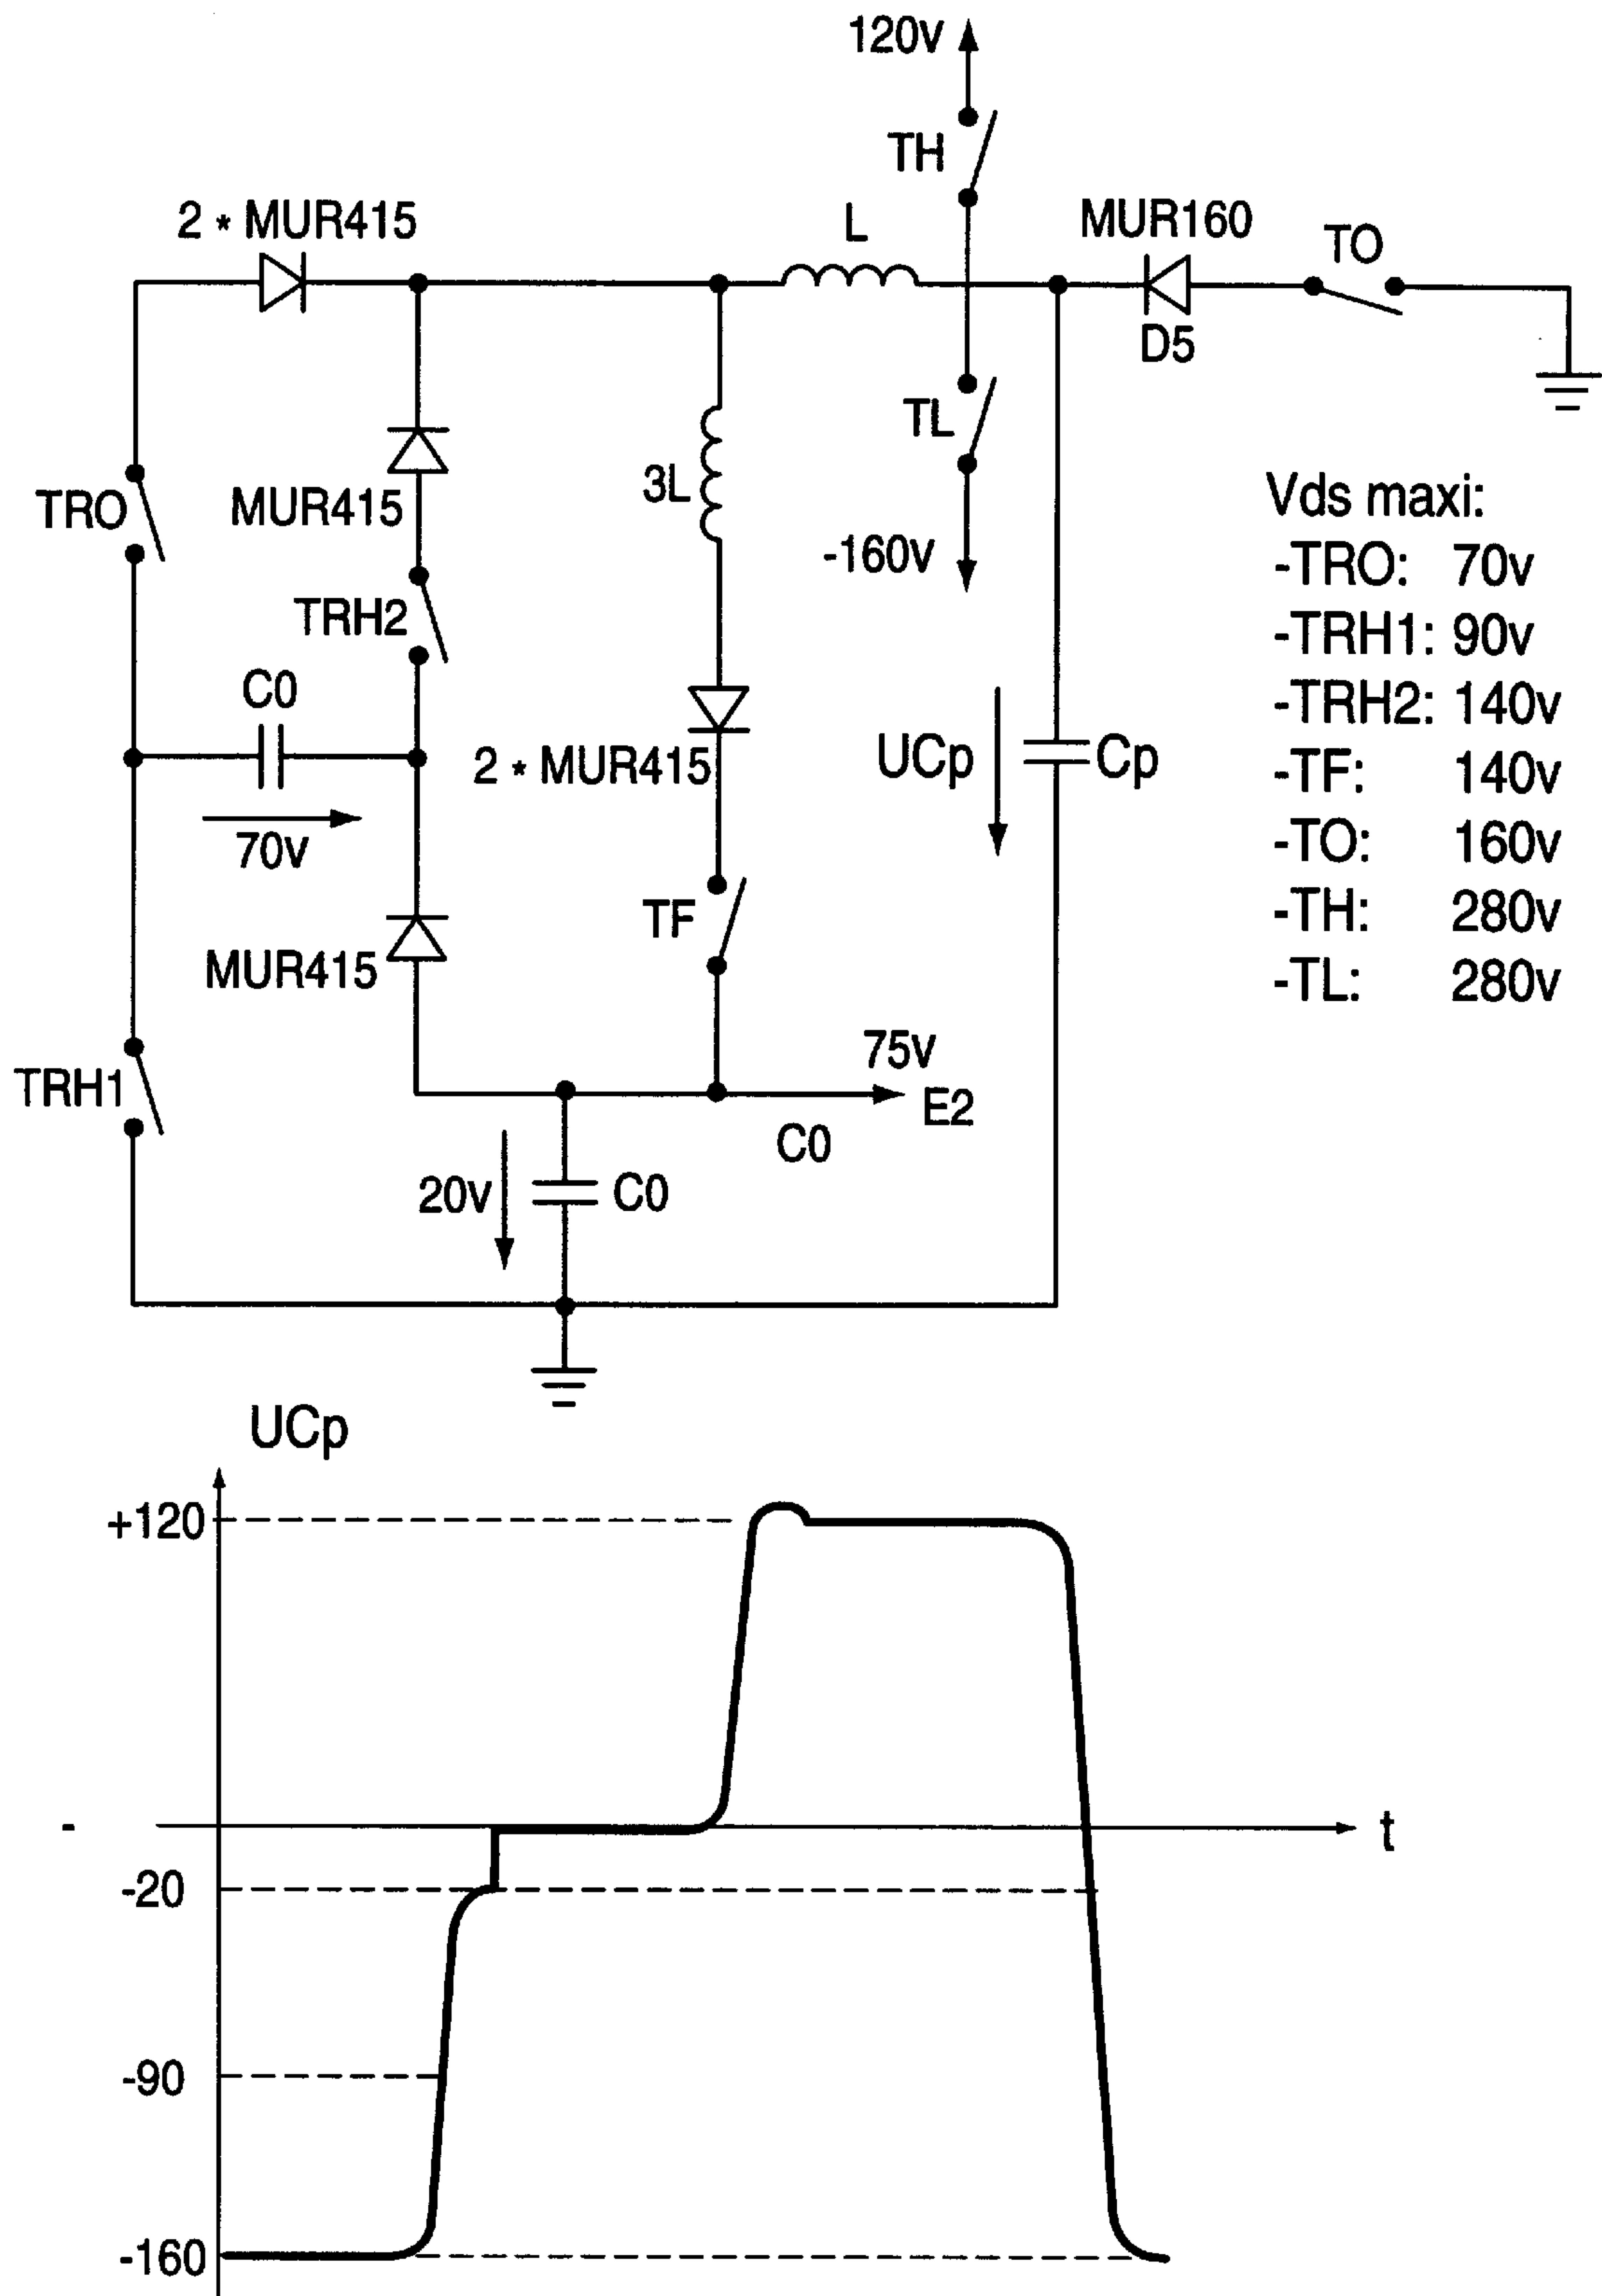 120v
TH
2 * MUR415
L
MUR160
TO
D5
TL
TRO
MUR415
3L
-160v
TRH2
C0
UCp
Cp
2 * MUR415
70v
TF
MUR415
Vds maxi:
-TRO: 70v
-TRH1: 90v
-TRH2: 140v
-TF: 140v
-TO: 160v
-TH: 280v
-TL: 280v
75v
TRH1
E2
C0
20v
C0
UCp
+120
-
t
-20
-90
-160